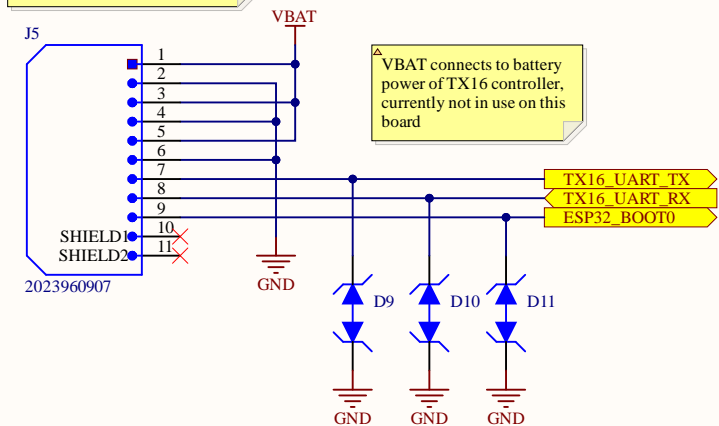 VBAT
J5
VBAT connects to battery
power of TX16 controller,
currently not in use on this
board
1
2
3
4
5
6
7
8
9
SHIELD1 10
SHIELD2 11
TX16_UART_TX
TX16_UART_RX
ESP32_BOOT0
GND
2023960907
D9
D10
D11
GND
GND
GND